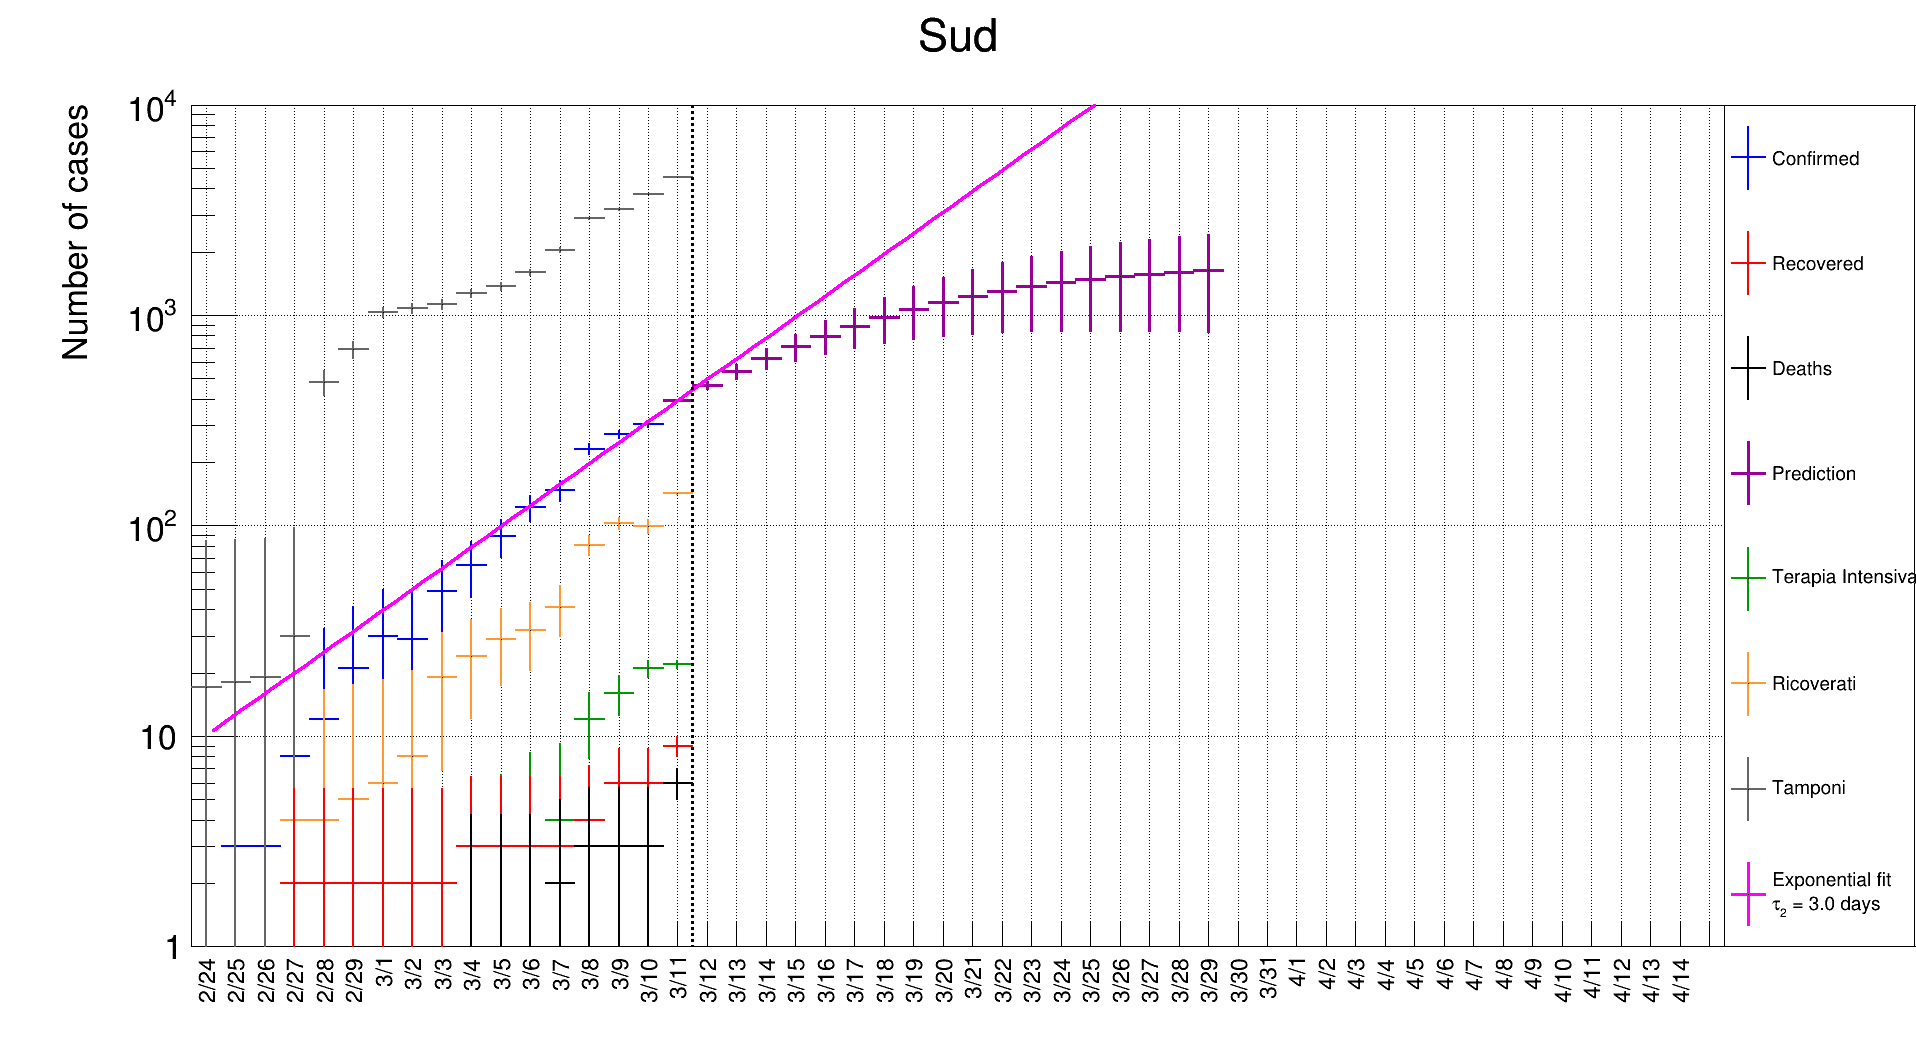 Sud
Number of cases
10⁴
10³
10²
10
1
2/24 2/25 2/26 2/27 2/28 2/29 3/1 3/2 3/3 3/4 3/5 3/6 3/7 3/8 3/9 3/10 3/11 3/12 3/13 3/14 3/15 3/16 3/17 3/18 3/19 3/20 3/21 3/22 3/23 3/24 3/25 3/26 3/27 3/28 3/29 3/30 3/31 4/1 4/2 4/3 4/4 4/5 4/6 4/7 4/8 4/9 4/10 4/11 4/12 4/13 4/14
Confirmed
Recovered
Deaths
Prediction
Terapia Intensiva
Ricoverati
Tamponi
Exponential fit
τ₂ = 3.0 days